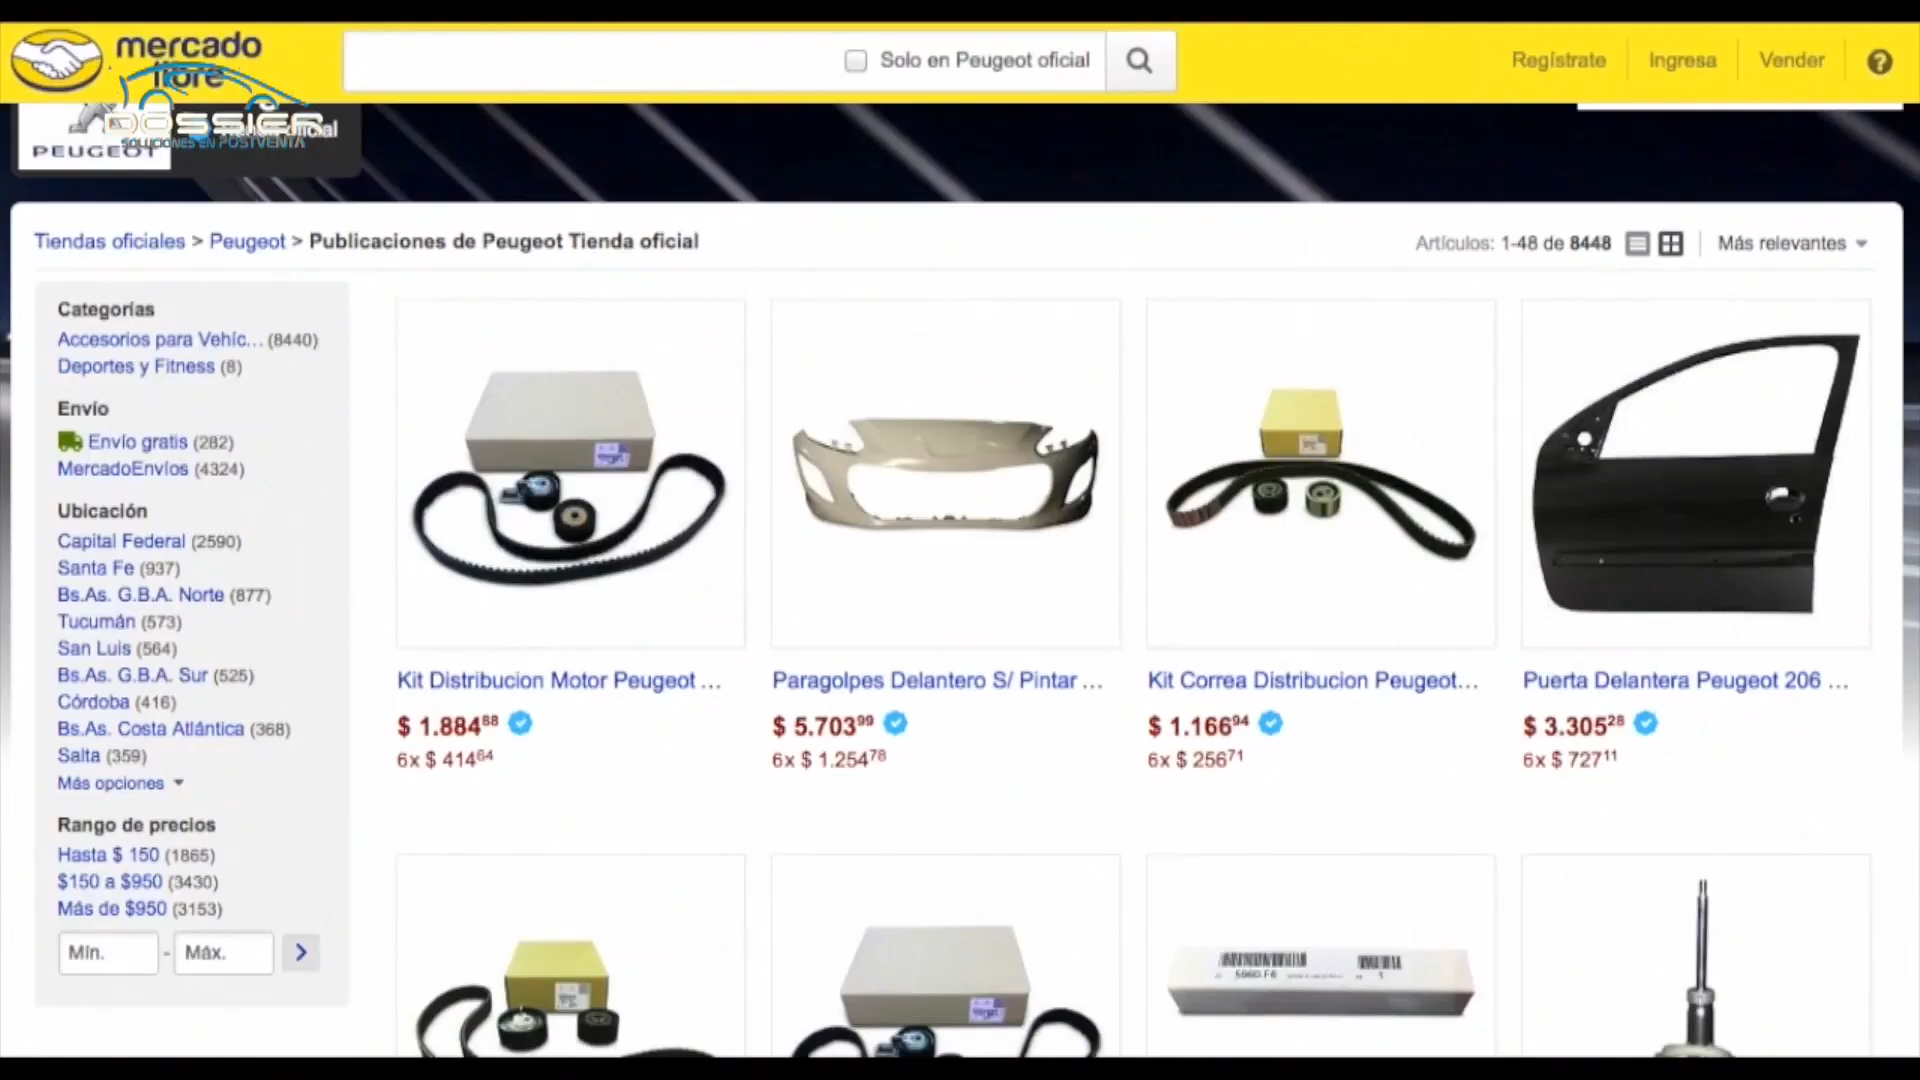 mercado
libre
Solo en Peugeot oficial
Regístrate
Ingresa
Vender
?
DOSSIER
SOLUCIONES EN POSTVENTA
PEUGEOT
Tiendas oficiales > Peugeot > Publicaciones de Peugeot Tienda oficial
Artículos: 1-48 de 8448
Más relevantes
Categorías
Accesorios para Vehíc... (8440)
Deportes y Fitness (8)
Envío
Envío gratis (282)
MercadoEnvíos (4324)
Ubicación
Capital Federal (2590)
Santa Fe (937)
Bs.As. G.B.A. Norte (877)
Tucumán (573)
San Luis (564)
Bs.As. G.B.A. Sur (525)
Córdoba (416)
Bs.As. Costa Atlántica (368)
Salta (359)
Más opciones
Rango de precios
Hasta $ 150 (1865)
$150 a $950 (3430)
Más de $950 (3153)
Mín. - Máx.
Kit Distribucion Motor Peugeot ...
$ 1.88488
6x $ 41464
Paragolpes Delantero S/ Pintar ...
$ 5.70399
6x $ 1.25478
Kit Correa Distribucion Peugeot...
$ 1.16694
6x $ 25671
Puerta Delantera Peugeot 206 ...
$ 3.30528
6x $ 72711